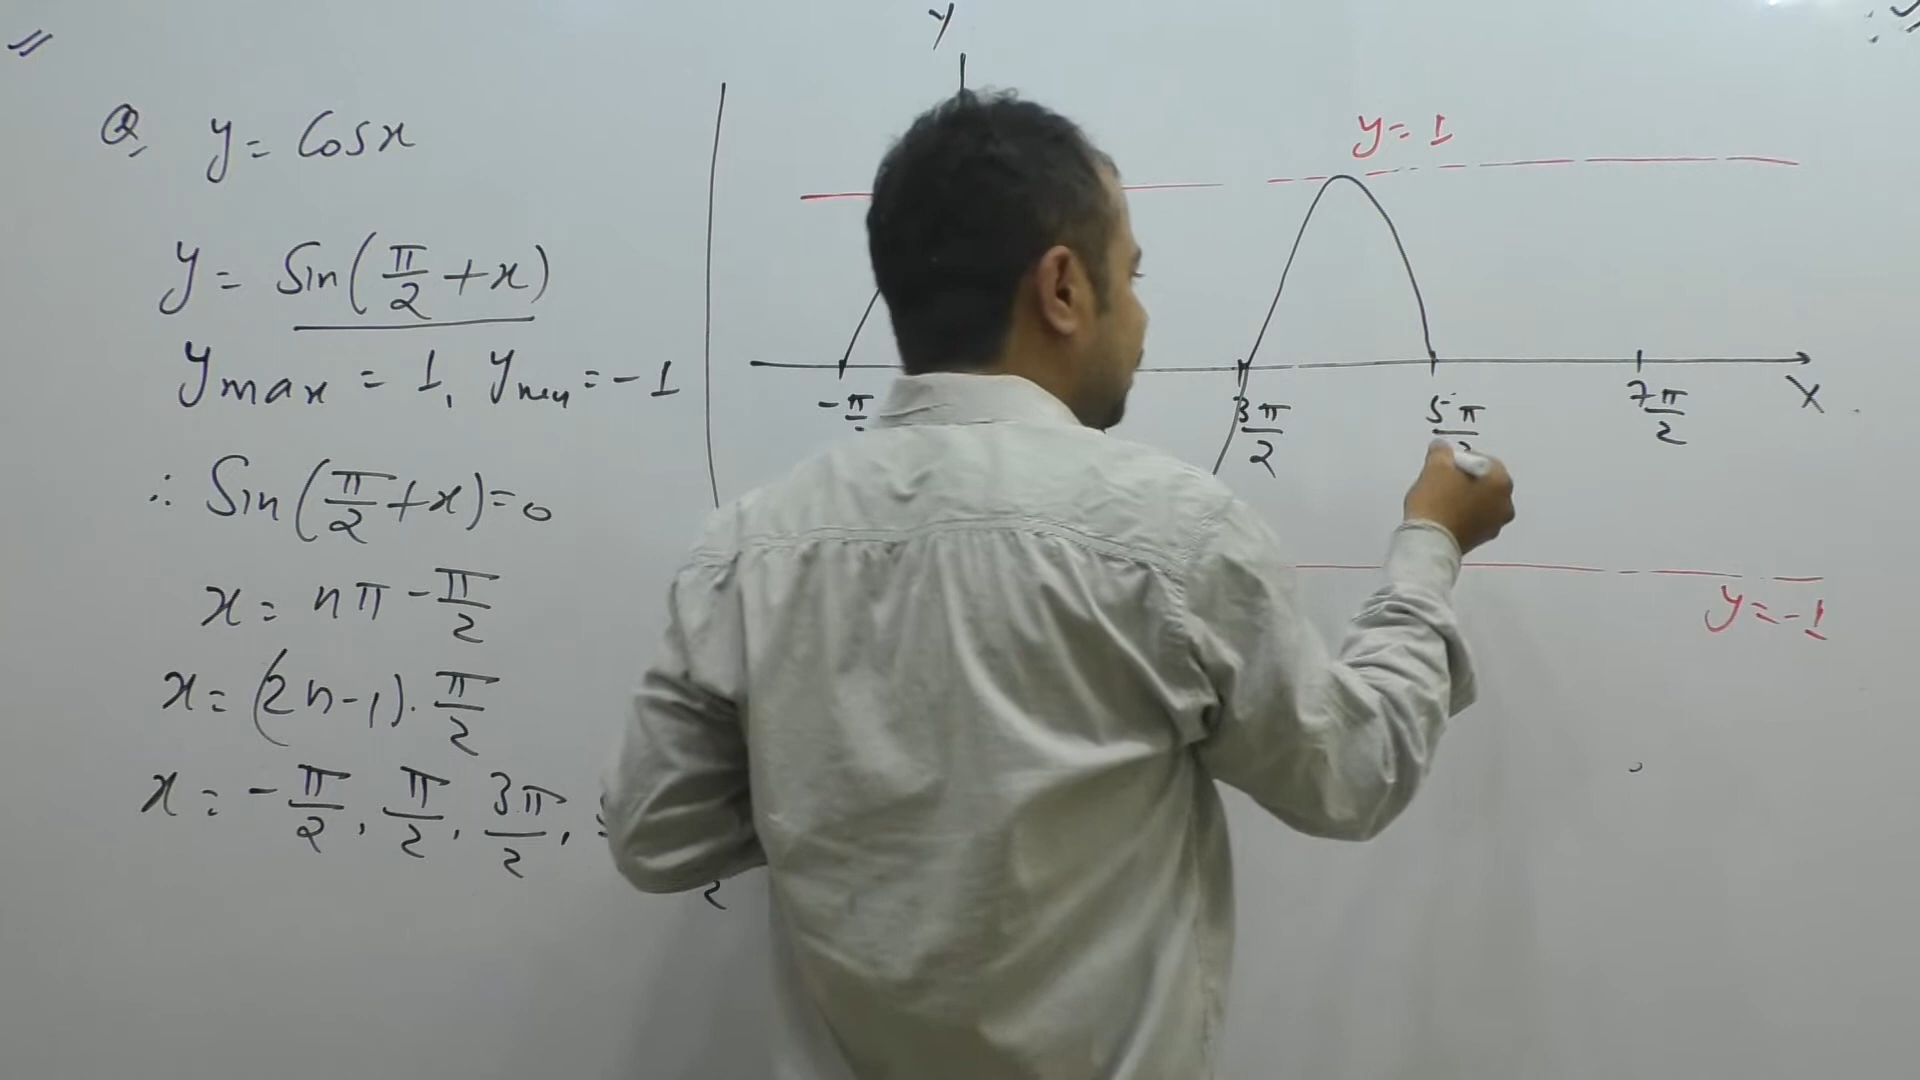 Q. y = Cosx
y = Sin(π/2 + x)
ymax = 1, ymin = -1
∴ Sin(π/2 + x) = 0
x = nπ - π/2
x = (2n-1)·π/2
x = -π/2, π/2, 3π/2,
y
y = 1
-π
3π/2
5π/2
7π/2
X
y = -1